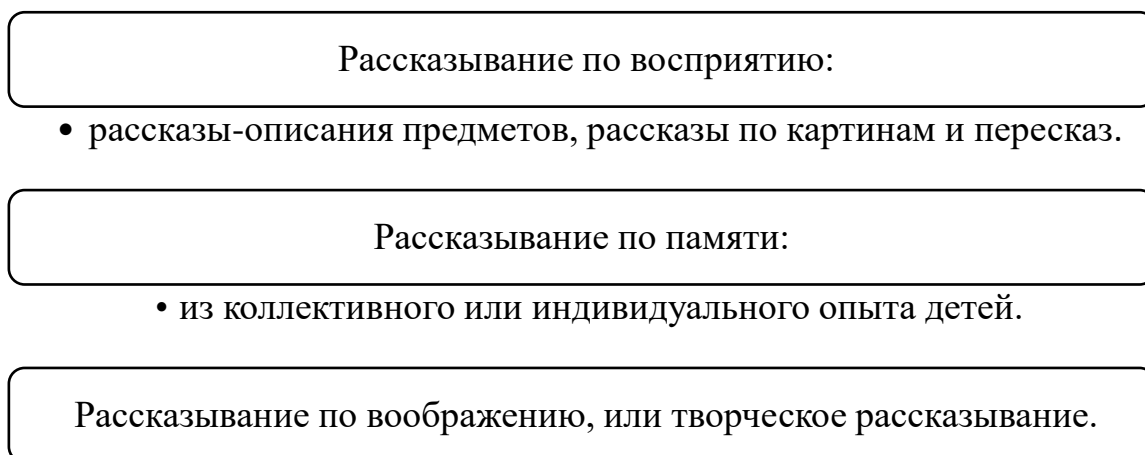 Рассказывание по восприятию:
• рассказы-описания предметов, рассказы по картинам и пересказ.
Рассказывание по памяти:
• из коллективного или индивидуального опыта детей.
Рассказывание по воображению, или творческое рассказывание.